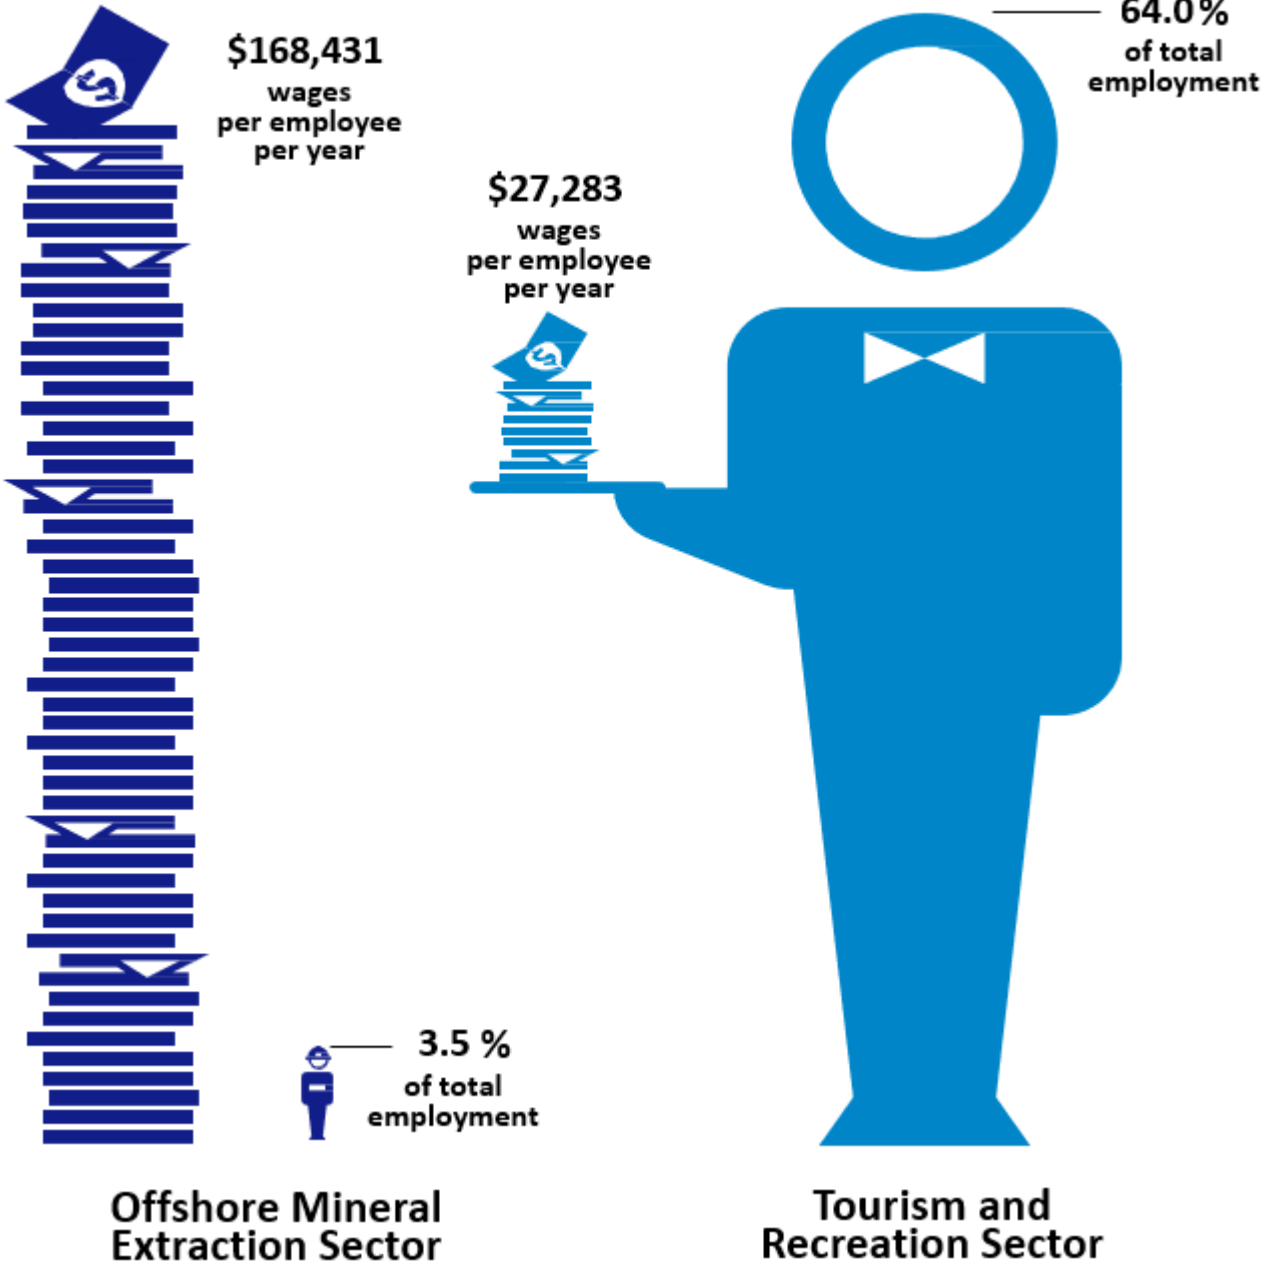 $168,431
wages
per employee
per year
$27,283
wages
per employee
per year
64.0%
of total
employment
3.5 %
of total
employment
Offshore Mineral
Extraction Sector
Tourism and
Recreation Sector